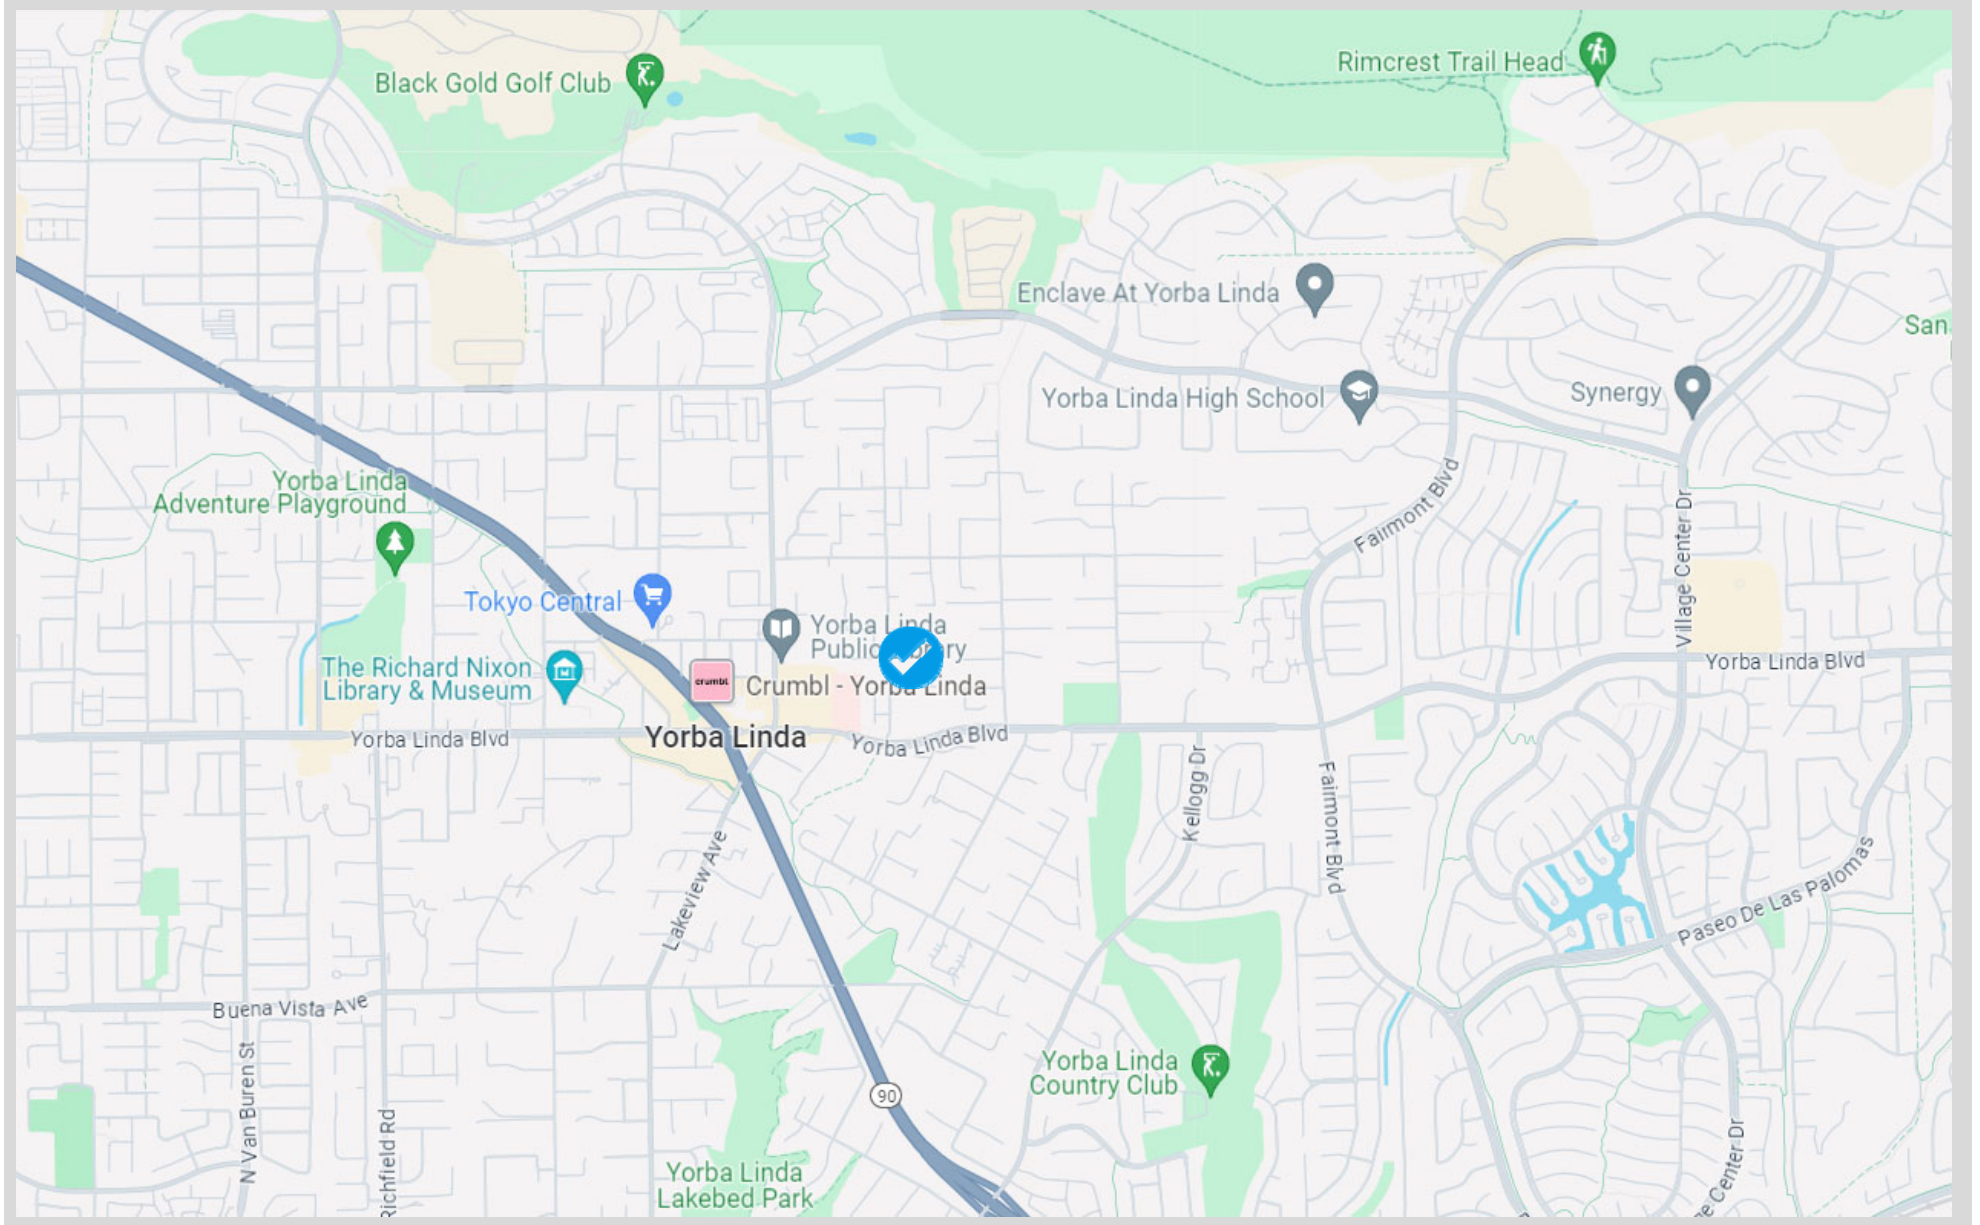 Rimcrest Trail Head
Black Gold Golf Club
Enclave At Yorba Linda
San
Yorba Linda High School
Synergy
Yorba Linda
Adventure Playground
Fairmont Blvd
Village Center Dr
Tokyo Central
Yorba Linda
Public Library
The Richard Nixon
Library & Museum
crumbl
Crumbl - Yorba Linda
Yorba Linda Blvd
Yorba Linda Blvd
Yorba Linda
Yorba Linda Blvd
Kellogg Dr
Fairmont Blvd
Lakeview Ave
Paseo De Las Palomas
Buena Vista Ave
N Van Buren St
Richfield Rd
90
Yorba Linda
Country Club
Yorba Linda
Lakebed Park
e Center Dr